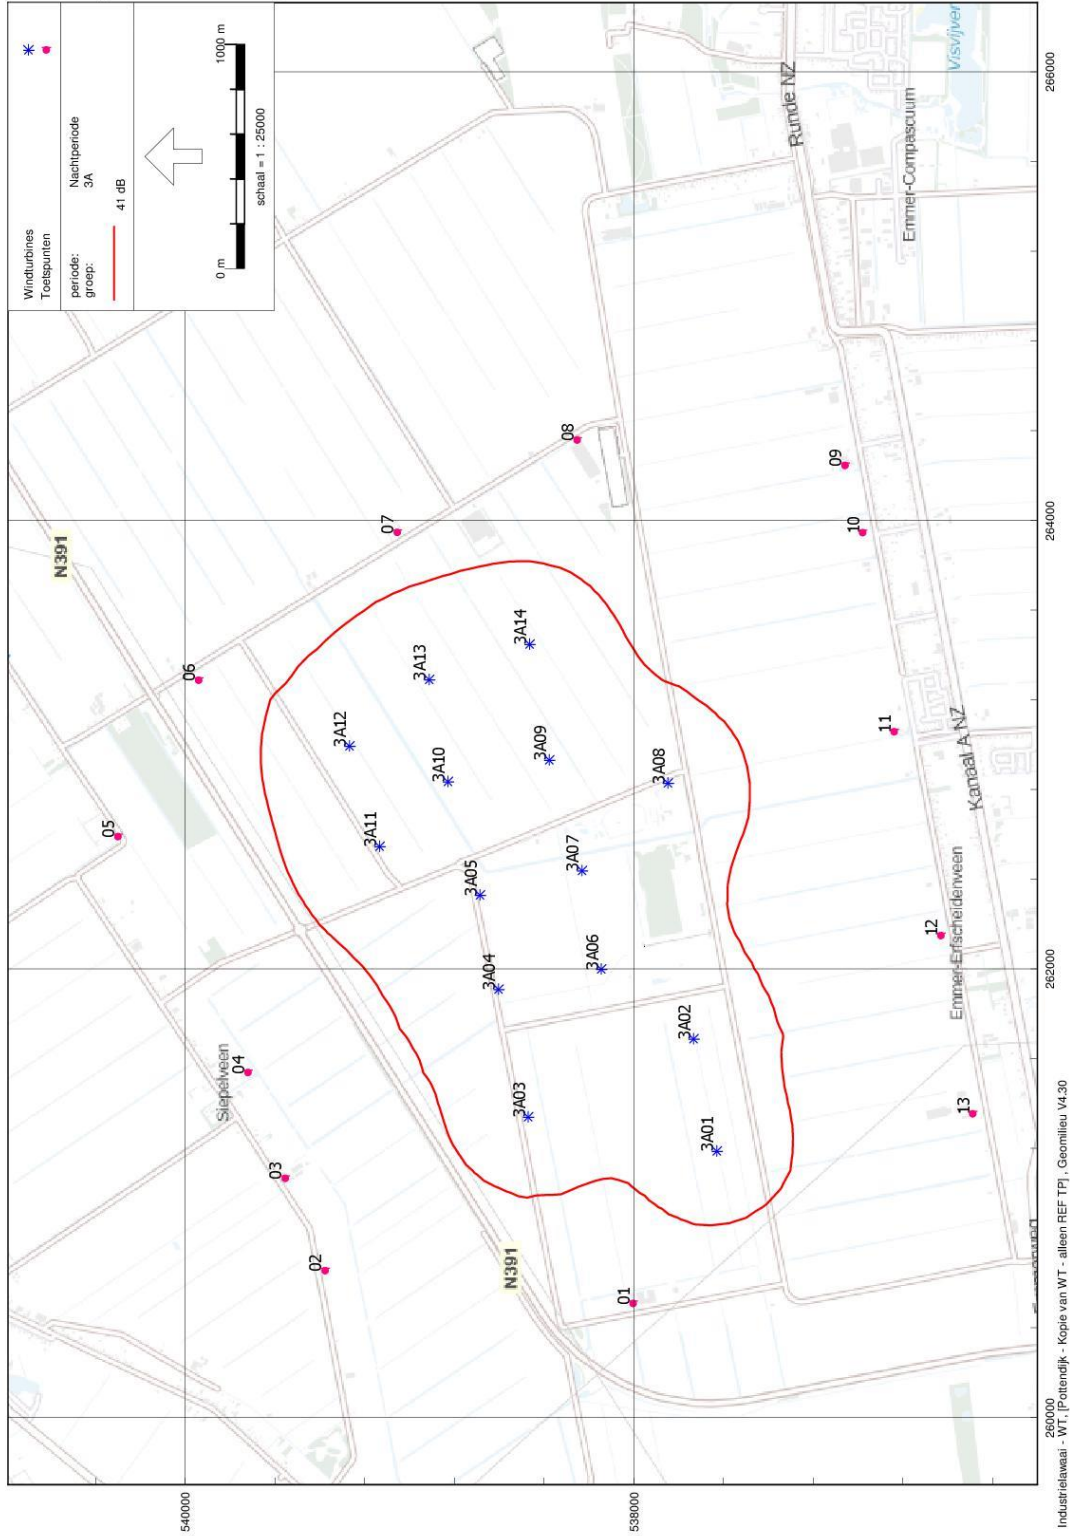 Windturbines
Toetspunten
periode: Nachtperiode
groep: 3A
41 dB
0 m 1000 m
schaal = 1 : 25000
N391
N391
Siepelveen
Emmer-Compascuum
Visvijver
Runde NZ
Emmer-Erfscheidenveen
Kanaal A NZ
01
02
03
04
05
06
07
08
09
10
11
12
13
3A01
3A02
3A03
3A04
3A05
3A06
3A07
3A08
3A09
3A10
3A11
3A12
3A13
3A14
540000
538000
260000
262000
264000
266000
Industrielawaai - WT, [Pottendijk - Kopie van WT - alleen REF TP] , Geomilieu V4.30